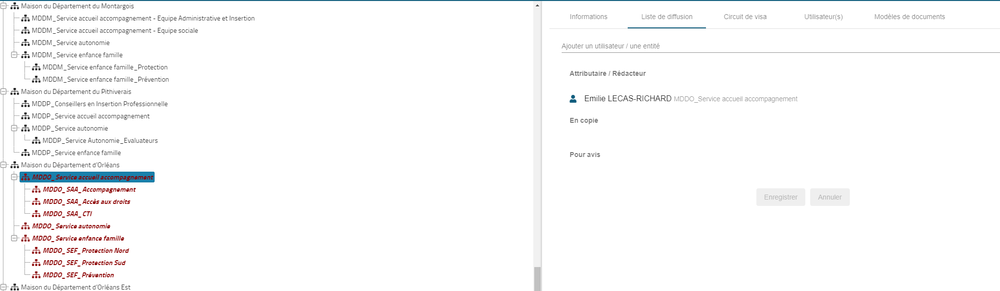 Maison du Département du Montargois
MDDM_Service accueil accompagnement - Equipe Administrative et Insertion
MDDM_Service accueil accompagnement - Equipe sociale
MDDM_Service autonomie
MDDM_Service enfance famille
MDDM_Service enfance famille_Protection
MDDM_Service enfance famille_Prévention
Maison du Département du Pithiverais
MDDP_Conseillers en Insertion Professionnelle
MDDP_Service accueil accompagnement
MDDP_Service autonomie
MDDP_Service Autonomie_Evaluateurs
MDDP_Service enfance famille
Maison du Département d'Orléans
MDDO_Service accueil accompagnement
MDDO_SAA_Accompagnement
MDDO_SAA_Accès aux droits
MDDO_SAA_CTI
MDDO_Service autonomie
MDDO_Service enfance famille
MDDO_SEF_Protection Nord
MDDO_SEF_Protection Sud
MDDO_SEF_Prévention
Maison du Département d'Orléans Est
Informations Liste de diffusion Circuit de visa Utilisateur(s) Modèles de documents
Ajouter un utilisateur / une entité
Attributaire / Rédacteur
Emilie LECAS-RICHARD MDDO_Service accueil accompagnement
En copie
Pour avis
Enregistrer Annuler